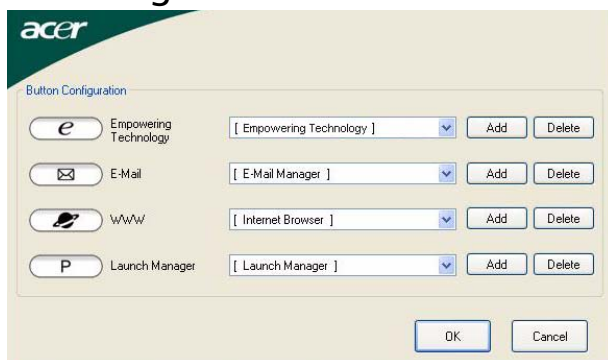 acer
Button Configuration
e Empowering Technology [ Empowering Technology ] Add Delete
E-Mail [ E-Mail Manager ] Add Delete
WWW [ Internet Browser ] Add Delete
P Launch Manager [ Launch Manager ] Add Delete
OK Cancel